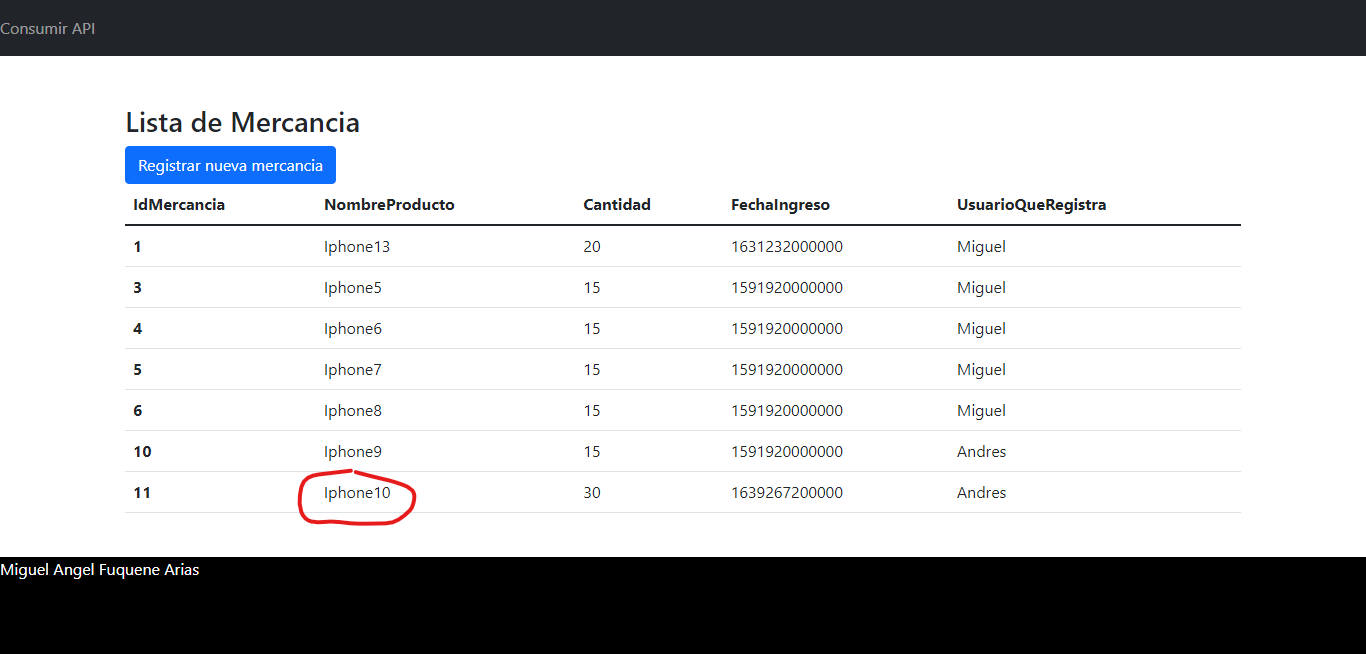 Consumir API
Lista de Mercancia
Registrar nueva mercancia
IdMercancia NombreProducto Cantidad FechaIngreso UsuarioQueRegistra
1 Iphone13 20 1631232000000 Miguel
3 Iphone5 15 1591920000000 Miguel
4 Iphone6 15 1591920000000 Miguel
5 Iphone7 15 1591920000000 Miguel
6 Iphone8 15 1591920000000 Miguel
10 Iphone9 15 1591920000000 Andres
11 Iphone10 30 1639267200000 Andres
Miguel Angel Fuquene Arias